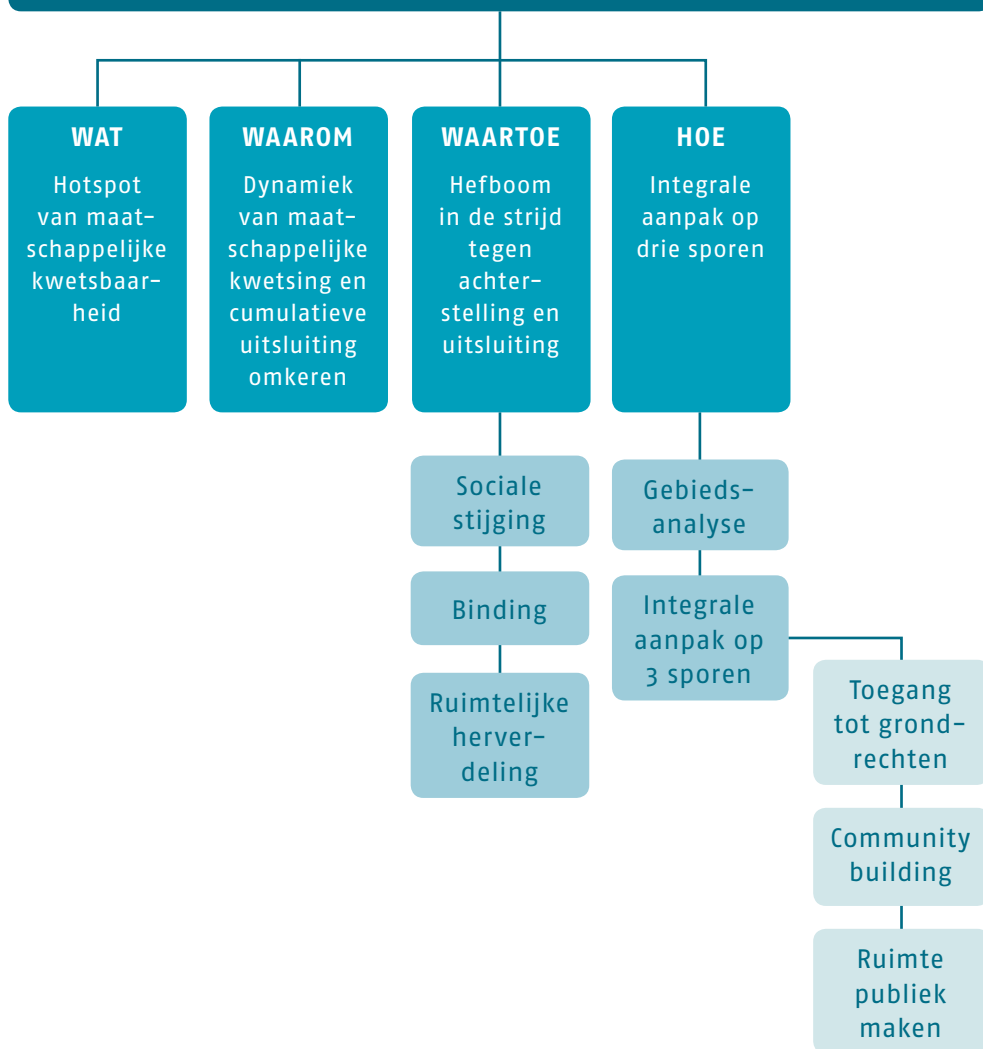 WAT
Hotspot
van maat–
schappelijke
kwetsbaar–
heid
WAAROM
Dynamiek
van maat–
schappelijke
kwetsing en
cumulatieve
uitsluiting
omkeren
WAARTOE
Hefboom
in de strijd
tegen
achter–
stelling en
uitsluiting
HOE
Integrale
aanpak op
drie sporen
Sociale
stijging
Binding
Ruimtelijke
herver–
deling
Gebieds–
analyse
Integrale
aanpak op
3 sporen
Toegang
tot grond–
rechten
Community
building
Ruimte
publiek
maken